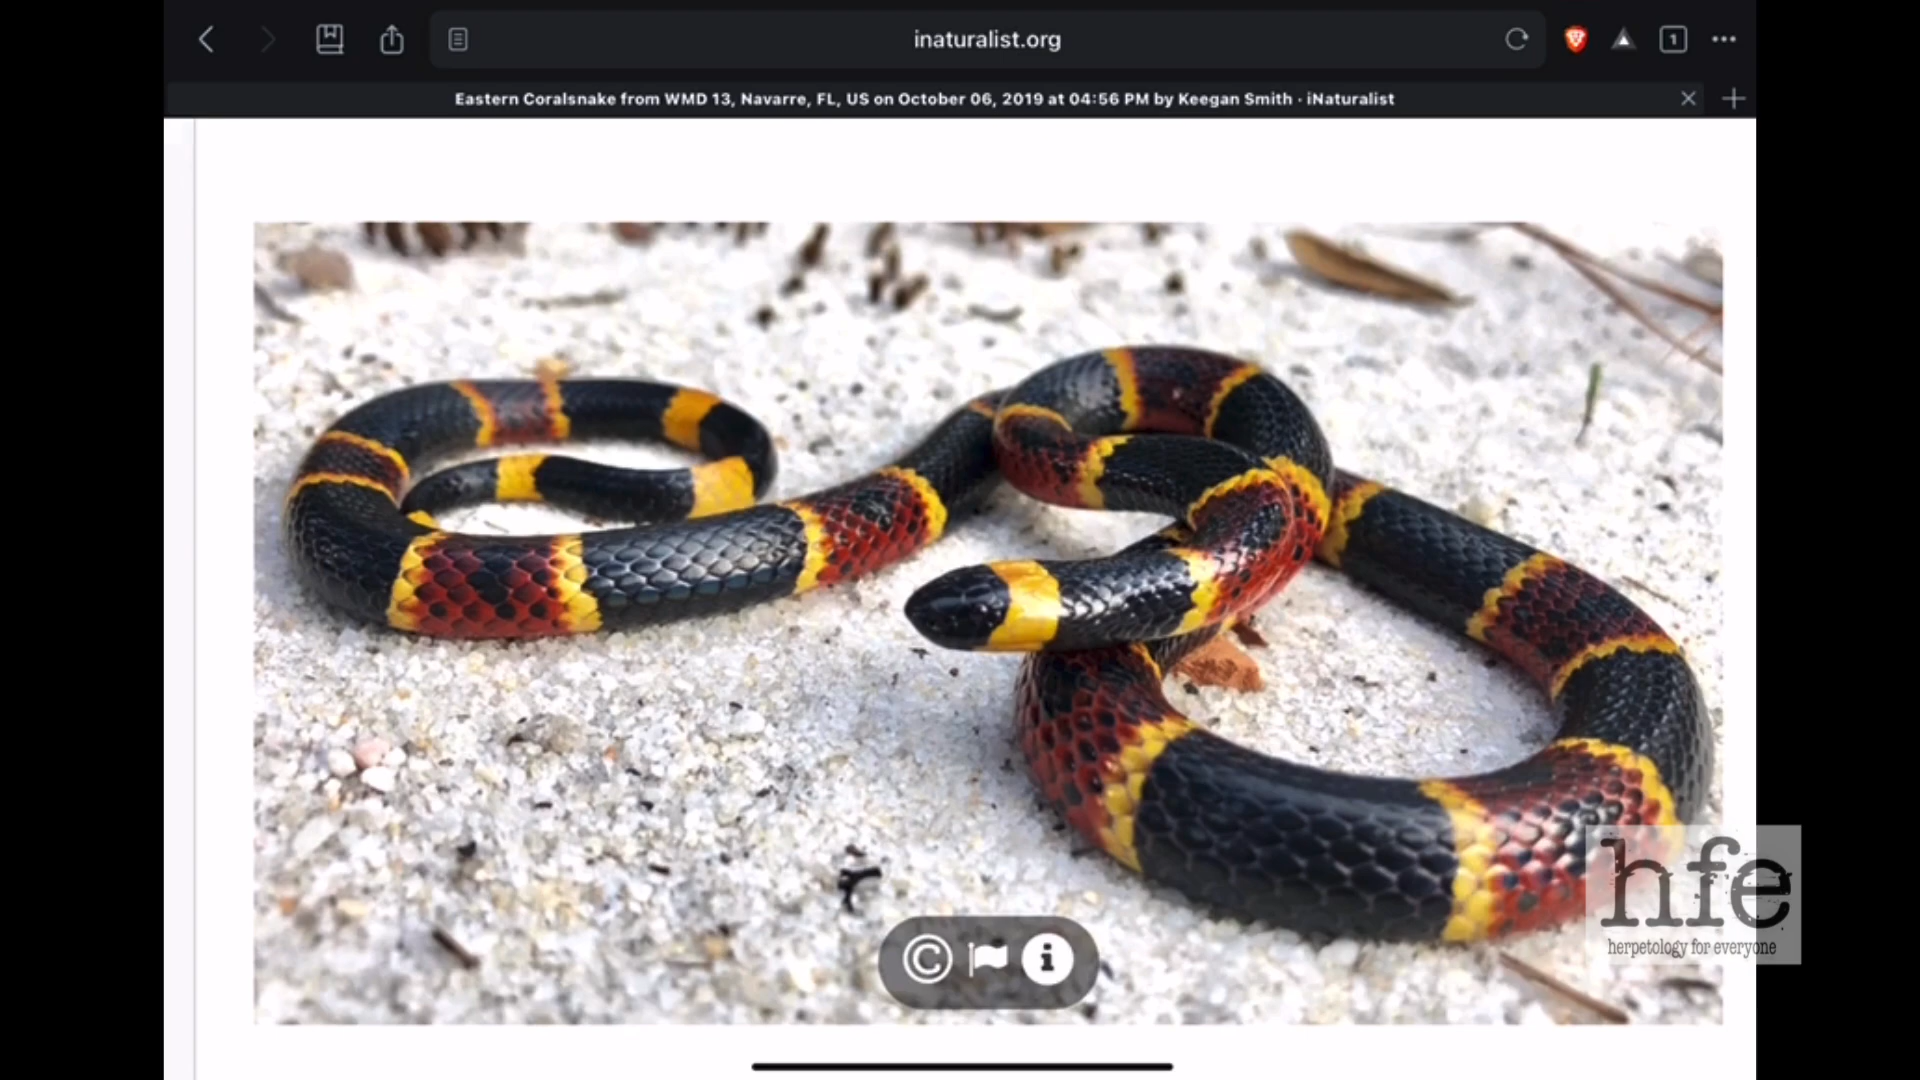 inaturalist.org
1
Eastern Coralsnake from WMD 13, Navarre, FL, US on October 06, 2019 at 04:56 PM by Keegan Smith · iNaturalist
hfe
herpetology for everyone